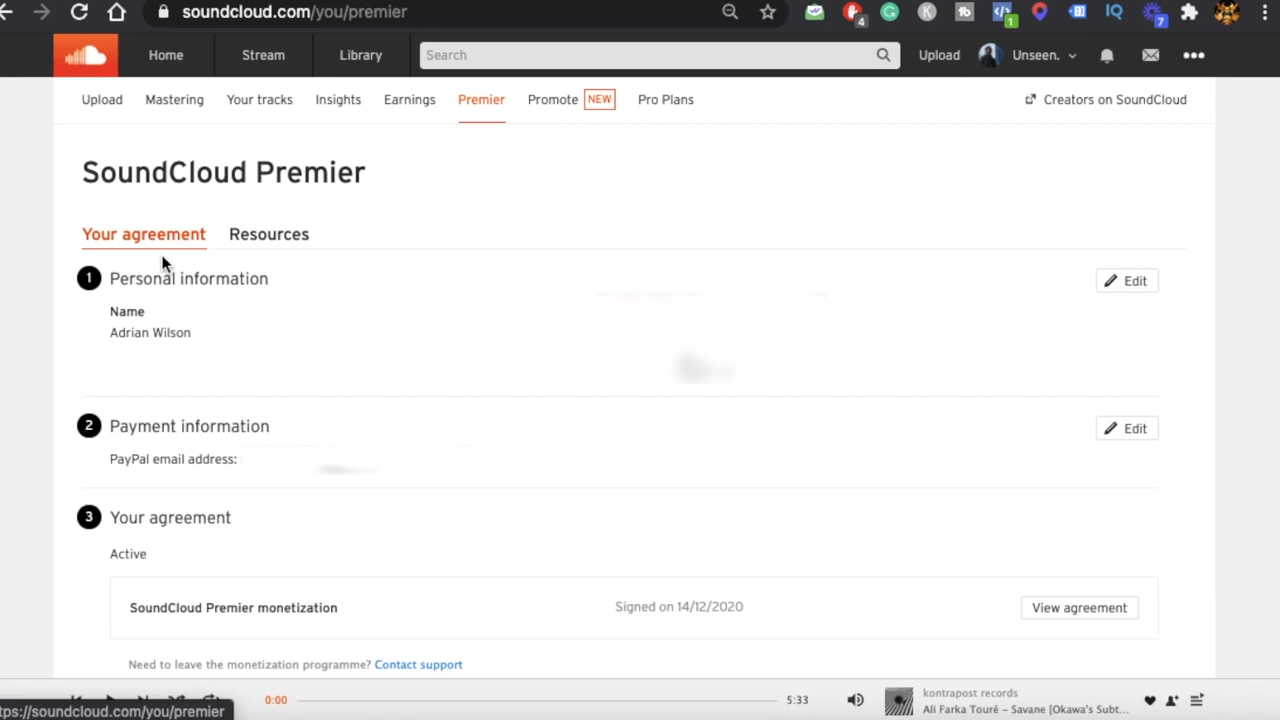 soundcloud.com/you/premier
4
1
7
Home
Stream
Library
Search
Upload
Unseen.
Upload
Mastering
Your tracks
Insights
Earnings
Premier
Promote NEW
Pro Plans
Creators on SoundCloud
SoundCloud Premier
Your agreement
Resources
1 Personal information
Edit
Name
Adrian Wilson
2 Payment information
Edit
PayPal email address:
3 Your agreement
Active
SoundCloud Premier monetization
Signed on 14/12/2020
View agreement
Need to leave the monetization programme? Contact support
0:00
5:33
kontrapost records
Ali Farka Touré – Savane [Okawa's Subt...
tps://soundcloud.com/you/premier